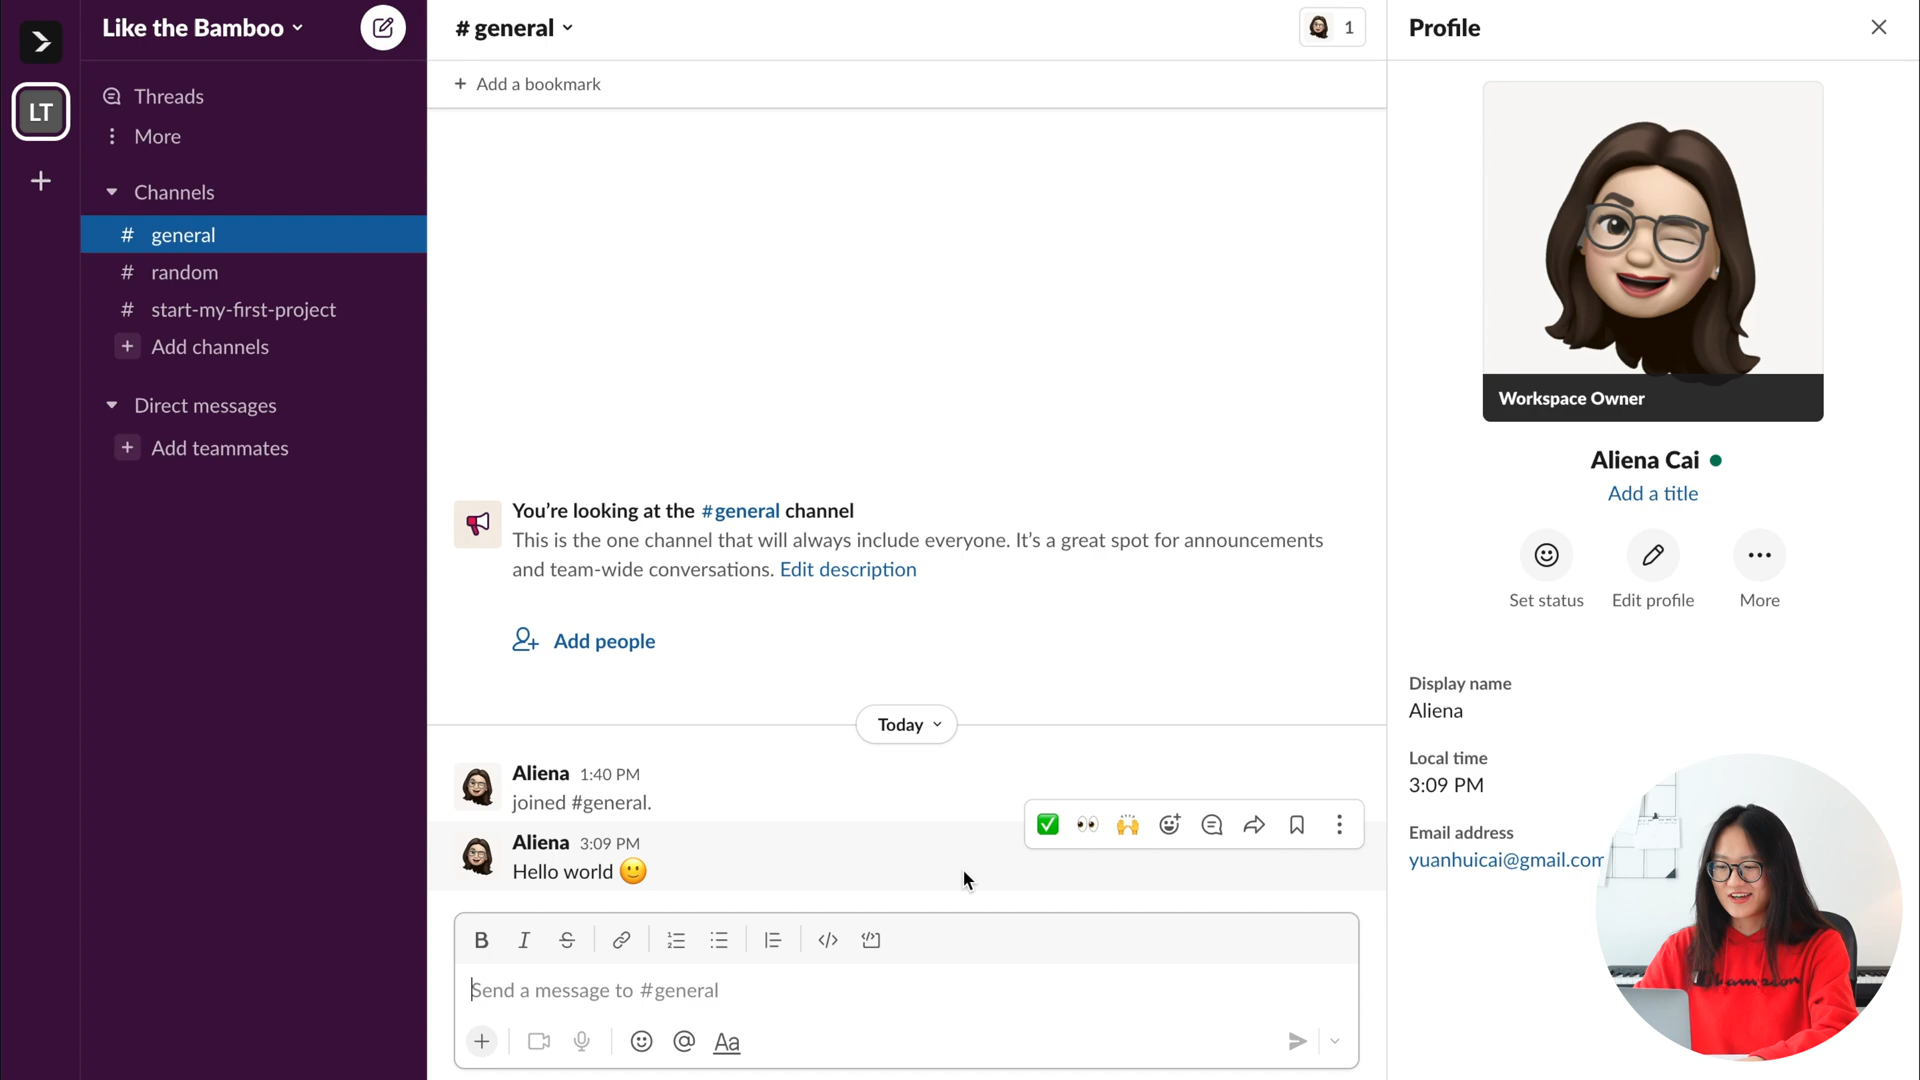 Like the Bamboo
LT
Threads
More
Channels
# general
# random
# start-my-first-project
+ Add channels
Direct messages
+ Add teammates
# general
1
+ Add a bookmark
You're looking at the #general channel
This is the one channel that will always include everyone. It's a great spot for announcements
and team-wide conversations. Edit description
Add people
Today
Aliena 1:40 PM
joined #general.
Aliena 3:09 PM
Hello world 🙂
B I S
Send a message to #general
@ Aa
Profile
Workspace Owner
Aliena Cai
Add a title
Set status
Edit profile
More
Display name
Aliena
Local time
3:09 PM
Email address
yuanhuicai@gmail.com